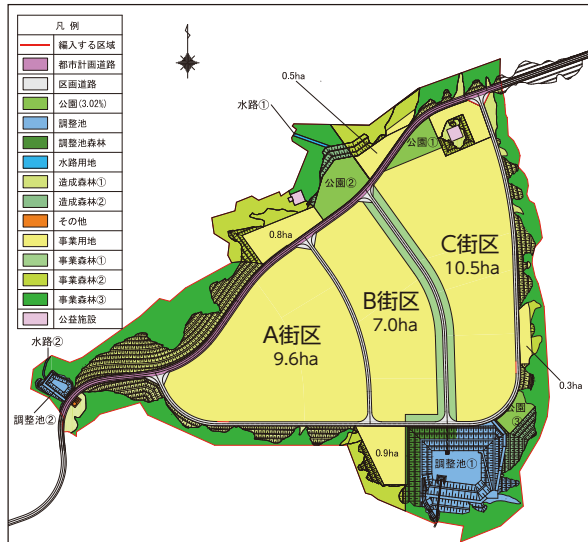 凡 例
編入する区域
都市計画道路
区画道路
公園(3.02%)
調整池
調整池森林
水路用地
造成森林①
造成森林②
その他
事業用地
事業森林①
事業森林②
事業森林③
公益施設
0.5ha
水路①
公園①
公園②
0.8ha
C街区
10.5ha
B街区
7.0ha
A街区
9.6ha
水路②
調整池②
0.3ha
公園
③
0.9ha
調整池①